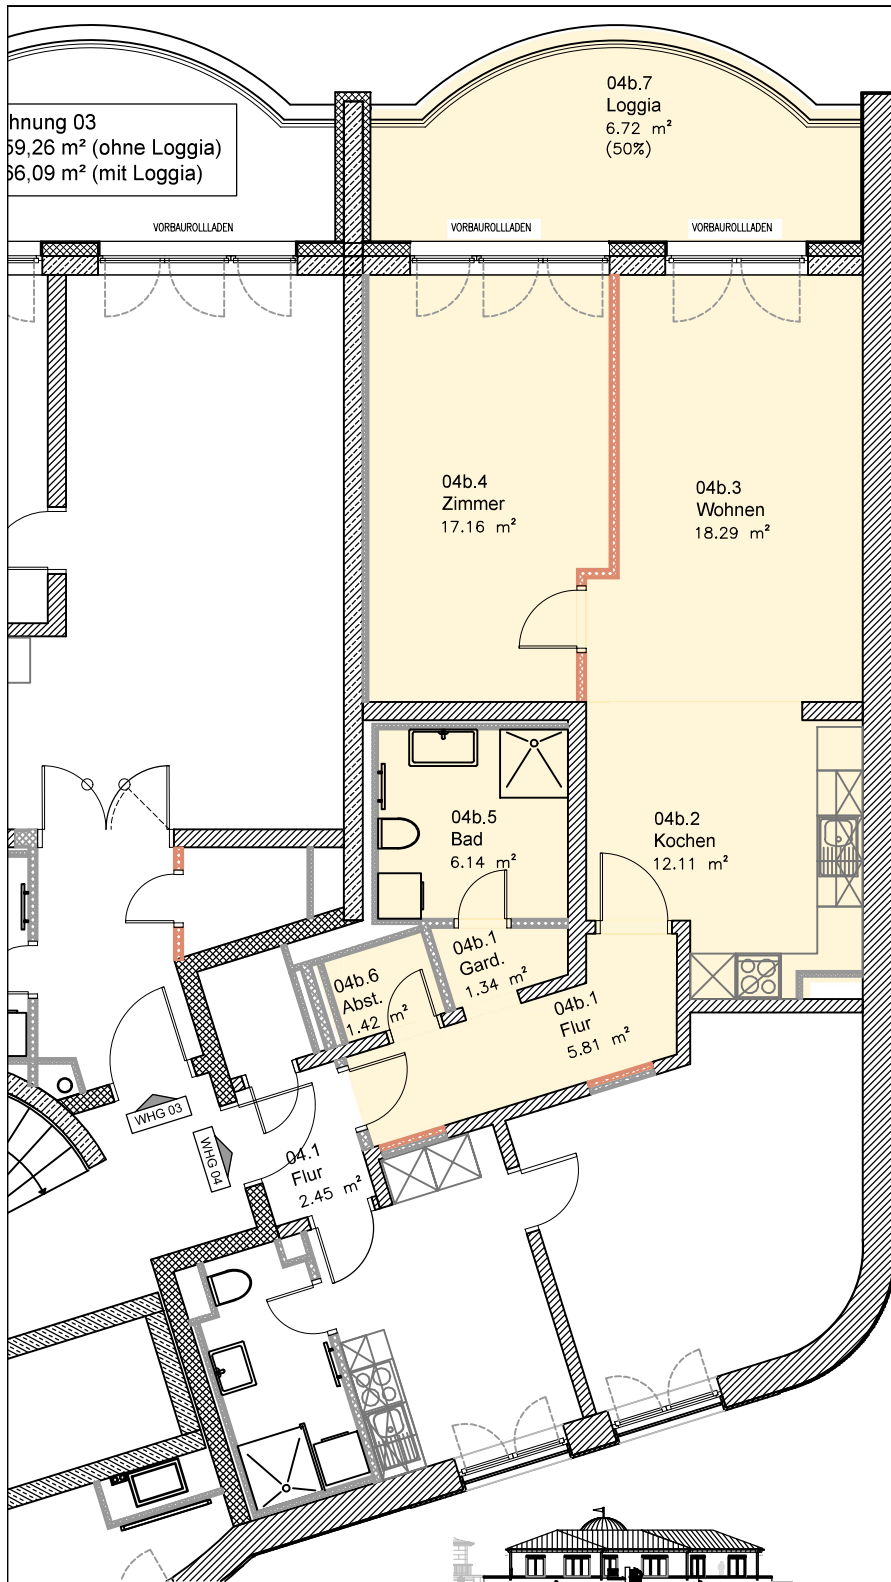 04b.7
Loggia
6.72 m²
(50%)
hnung 03
59,26 m² (ohne Loggia)
66,09 m² (mit Loggia)
VORBAUROLLLADEN
VORBAUROLLLADEN
VORBAUROLLLADEN
04b.4
Zimmer
17.16 m²
04b.3
Wohnen
18.29 m²
04b.5
Bad
6.14 m²
04b.2
Kochen
12.11 m²
04b.1
Gard.
1.34 m²
04b.6
Abst.
1.42 m²
04b.1
Flur
5.81 m²
WHG 03
WHG 04
04.1
Flur
2.45 m²